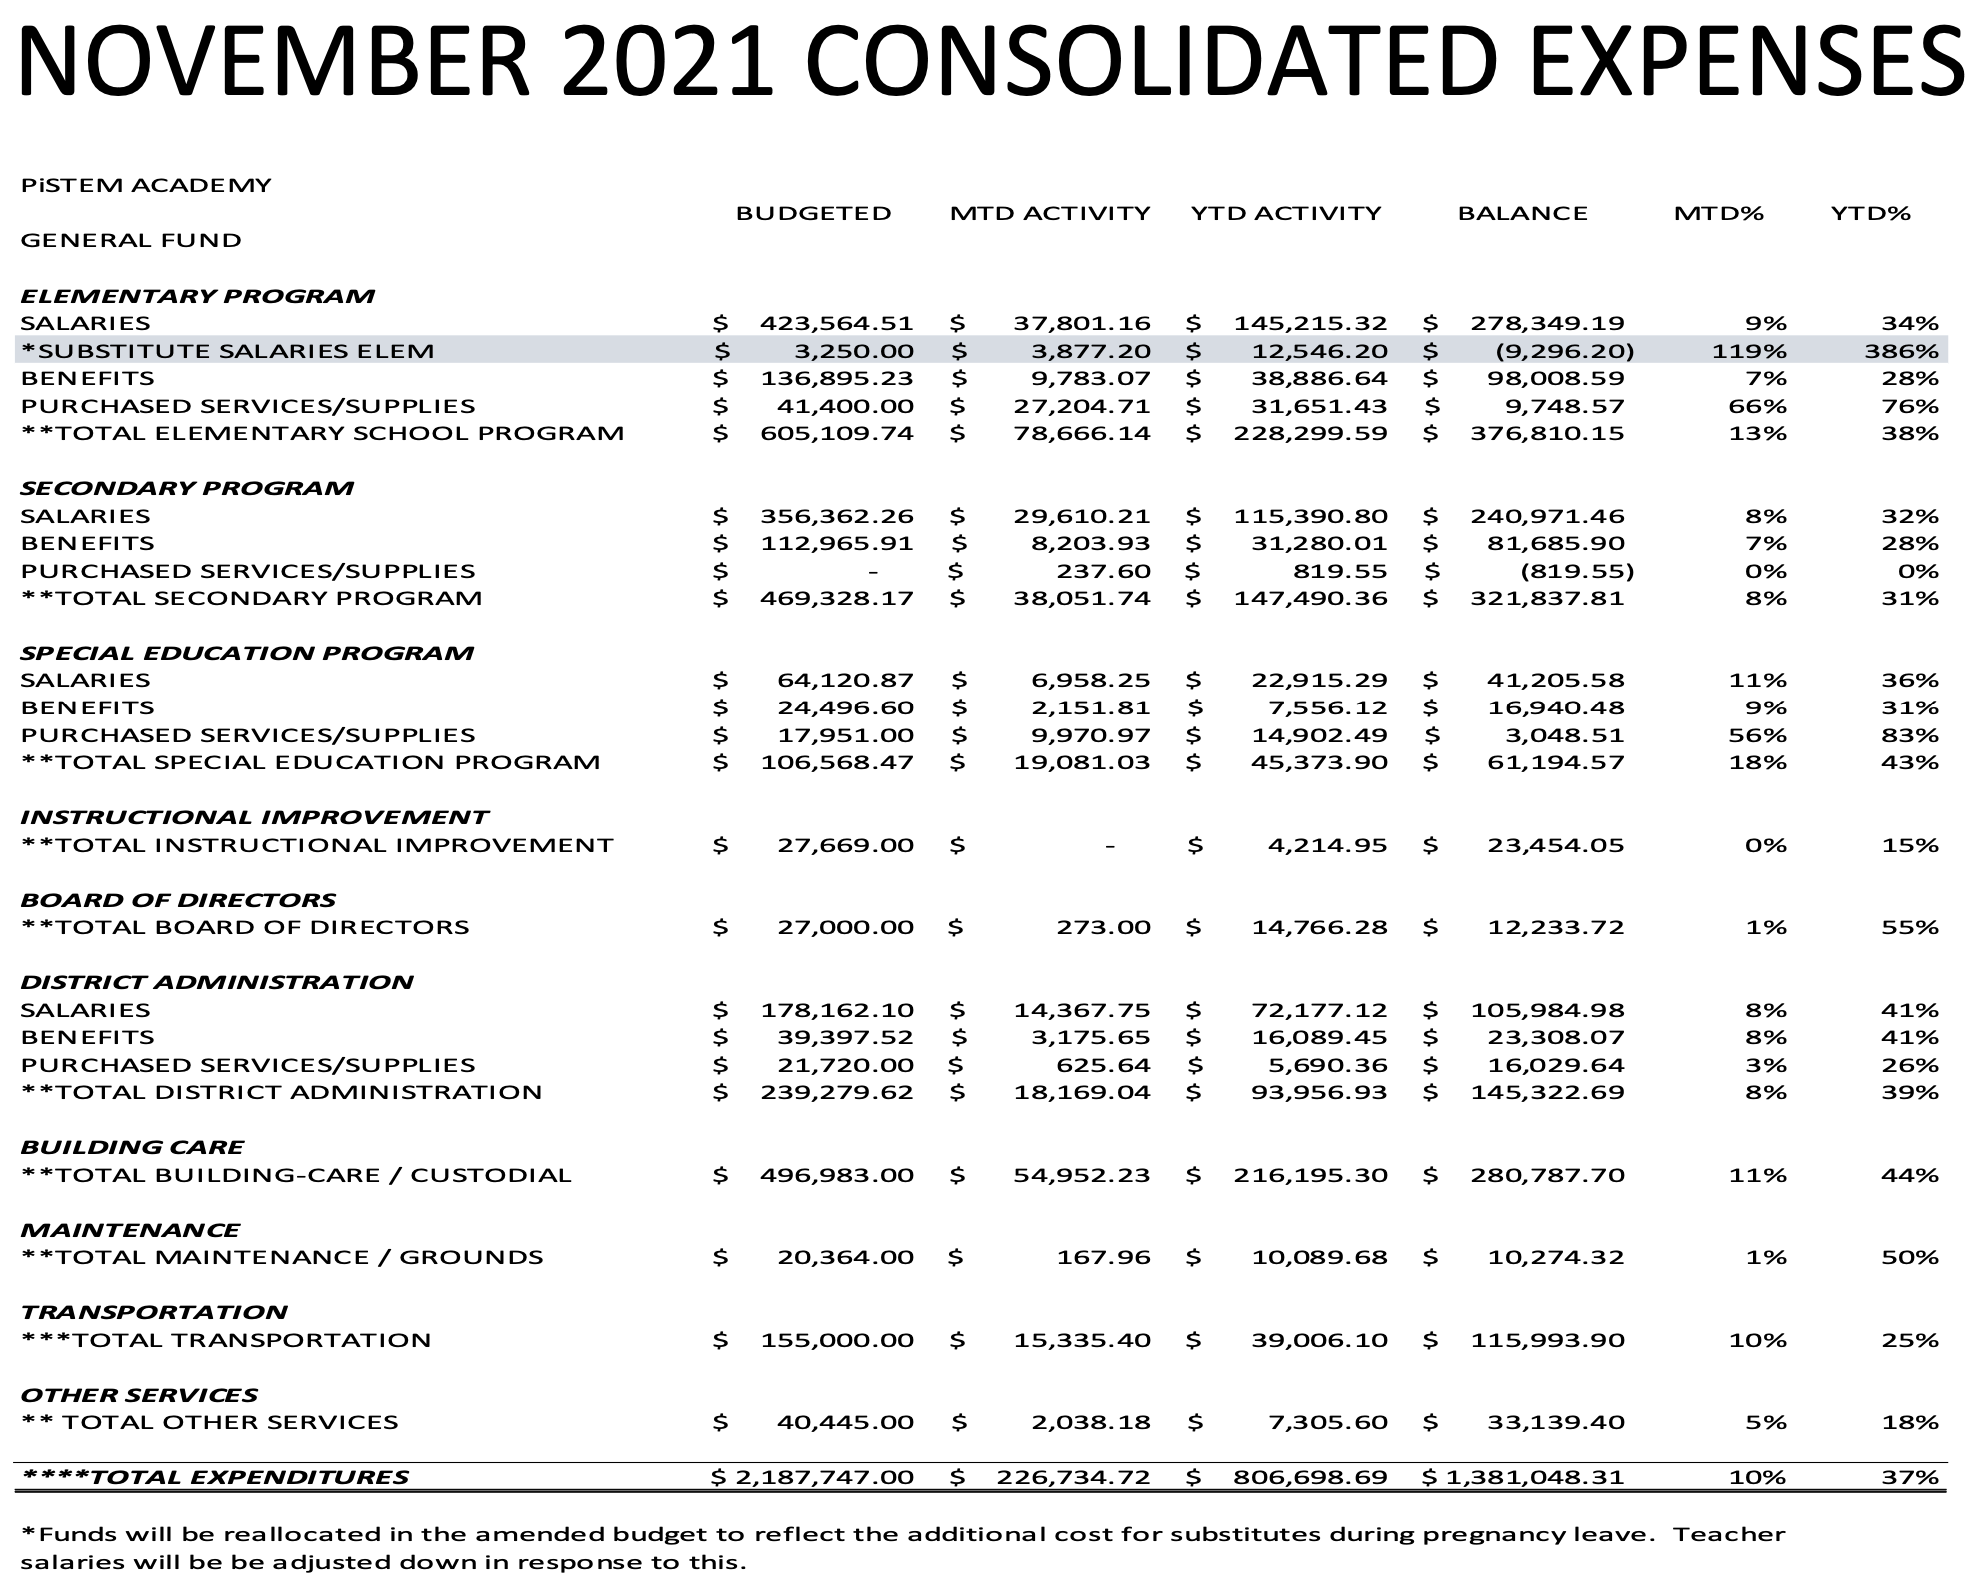 NOVEMBER 2021 CONSOLIDATED EXPENSES
PiSTEM ACADEMY
BUDGETED MTD ACTIVITY YTD ACTIVITY BALANCE MTD% YTD%
GENERAL FUND
ELEMENTARY PROGRAM
SALARIES $ 423,564.51 $ 37,801.16 $ 145,215.32 $ 278,349.19 9% 34%
*SUBSTITUTE SALARIES ELEM $ 3,250.00 $ 3,877.20 $ 12,546.20 $ (9,296.20) 119% 386%
BENEFITS $ 136,895.23 $ 9,783.07 $ 38,886.64 $ 98,008.59 7% 28%
PURCHASED SERVICES/SUPPLIES $ 41,400.00 $ 27,204.71 $ 31,651.43 $ 9,748.57 66% 76%
**TOTAL ELEMENTARY SCHOOL PROGRAM $ 605,109.74 $ 78,666.14 $ 228,299.59 $ 376,810.15 13% 38%
SECONDARY PROGRAM
SALARIES $ 356,362.26 $ 29,610.21 $ 115,390.80 $ 240,971.46 8% 32%
BENEFITS $ 112,965.91 $ 8,203.93 $ 31,280.01 $ 81,685.90 7% 28%
PURCHASED SERVICES/SUPPLIES $ - $ 237.60 $ 819.55 $ (819.55) 0% 0%
**TOTAL SECONDARY PROGRAM $ 469,328.17 $ 38,051.74 $ 147,490.36 $ 321,837.81 8% 31%
SPECIAL EDUCATION PROGRAM
SALARIES $ 64,120.87 $ 6,958.25 $ 22,915.29 $ 41,205.58 11% 36%
BENEFITS $ 24,496.60 $ 2,151.81 $ 7,556.12 $ 16,940.48 9% 31%
PURCHASED SERVICES/SUPPLIES $ 17,951.00 $ 9,970.97 $ 14,902.49 $ 3,048.51 56% 83%
**TOTAL SPECIAL EDUCATION PROGRAM $ 106,568.47 $ 19,081.03 $ 45,373.90 $ 61,194.57 18% 43%
INSTRUCTIONAL IMPROVEMENT
**TOTAL INSTRUCTIONAL IMPROVEMENT $ 27,669.00 $ - $ 4,214.95 $ 23,454.05 0% 15%
BOARD OF DIRECTORS
**TOTAL BOARD OF DIRECTORS $ 27,000.00 $ 273.00 $ 14,766.28 $ 12,233.72 1% 55%
DISTRICT ADMINISTRATION
SALARIES $ 178,162.10 $ 14,367.75 $ 72,177.12 $ 105,984.98 8% 41%
BENEFITS $ 39,397.52 $ 3,175.65 $ 16,089.45 $ 23,308.07 8% 41%
PURCHASED SERVICES/SUPPLIES $ 21,720.00 $ 625.64 $ 5,690.36 $ 16,029.64 3% 26%
**TOTAL DISTRICT ADMINISTRATION $ 239,279.62 $ 18,169.04 $ 93,956.93 $ 145,322.69 8% 39%
BUILDING CARE
**TOTAL BUILDING-CARE / CUSTODIAL $ 496,983.00 $ 54,952.23 $ 216,195.30 $ 280,787.70 11% 44%
MAINTENANCE
**TOTAL MAINTENANCE / GROUNDS $ 20,364.00 $ 167.96 $ 10,089.68 $ 10,274.32 1% 50%
TRANSPORTATION
***TOTAL TRANSPORTATION $ 155,000.00 $ 15,335.40 $ 39,006.10 $ 115,993.90 10% 25%
OTHER SERVICES
** TOTAL OTHER SERVICES $ 40,445.00 $ 2,038.18 $ 7,305.60 $ 33,139.40 5% 18%
****TOTAL EXPENDITURES $ 2,187,747.00 $ 226,734.72 $ 806,698.69 $ 1,381,048.31 10% 37%
*Funds will be reallocated in the amended budget to reflect the additional cost for substitutes during pregnancy leave. Teacher
salaries will be be adjusted down in response to this.